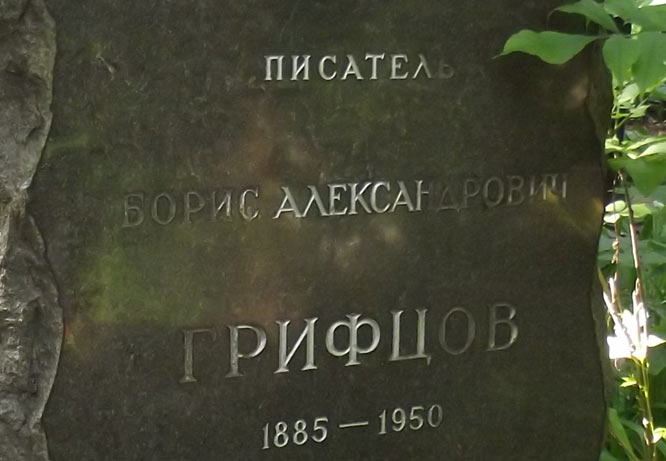 ПИСАТЕЛЬ
БОРИС АЛЕКСАНДРОВИЧ
ГРИФЦОВ
1885 — 1950